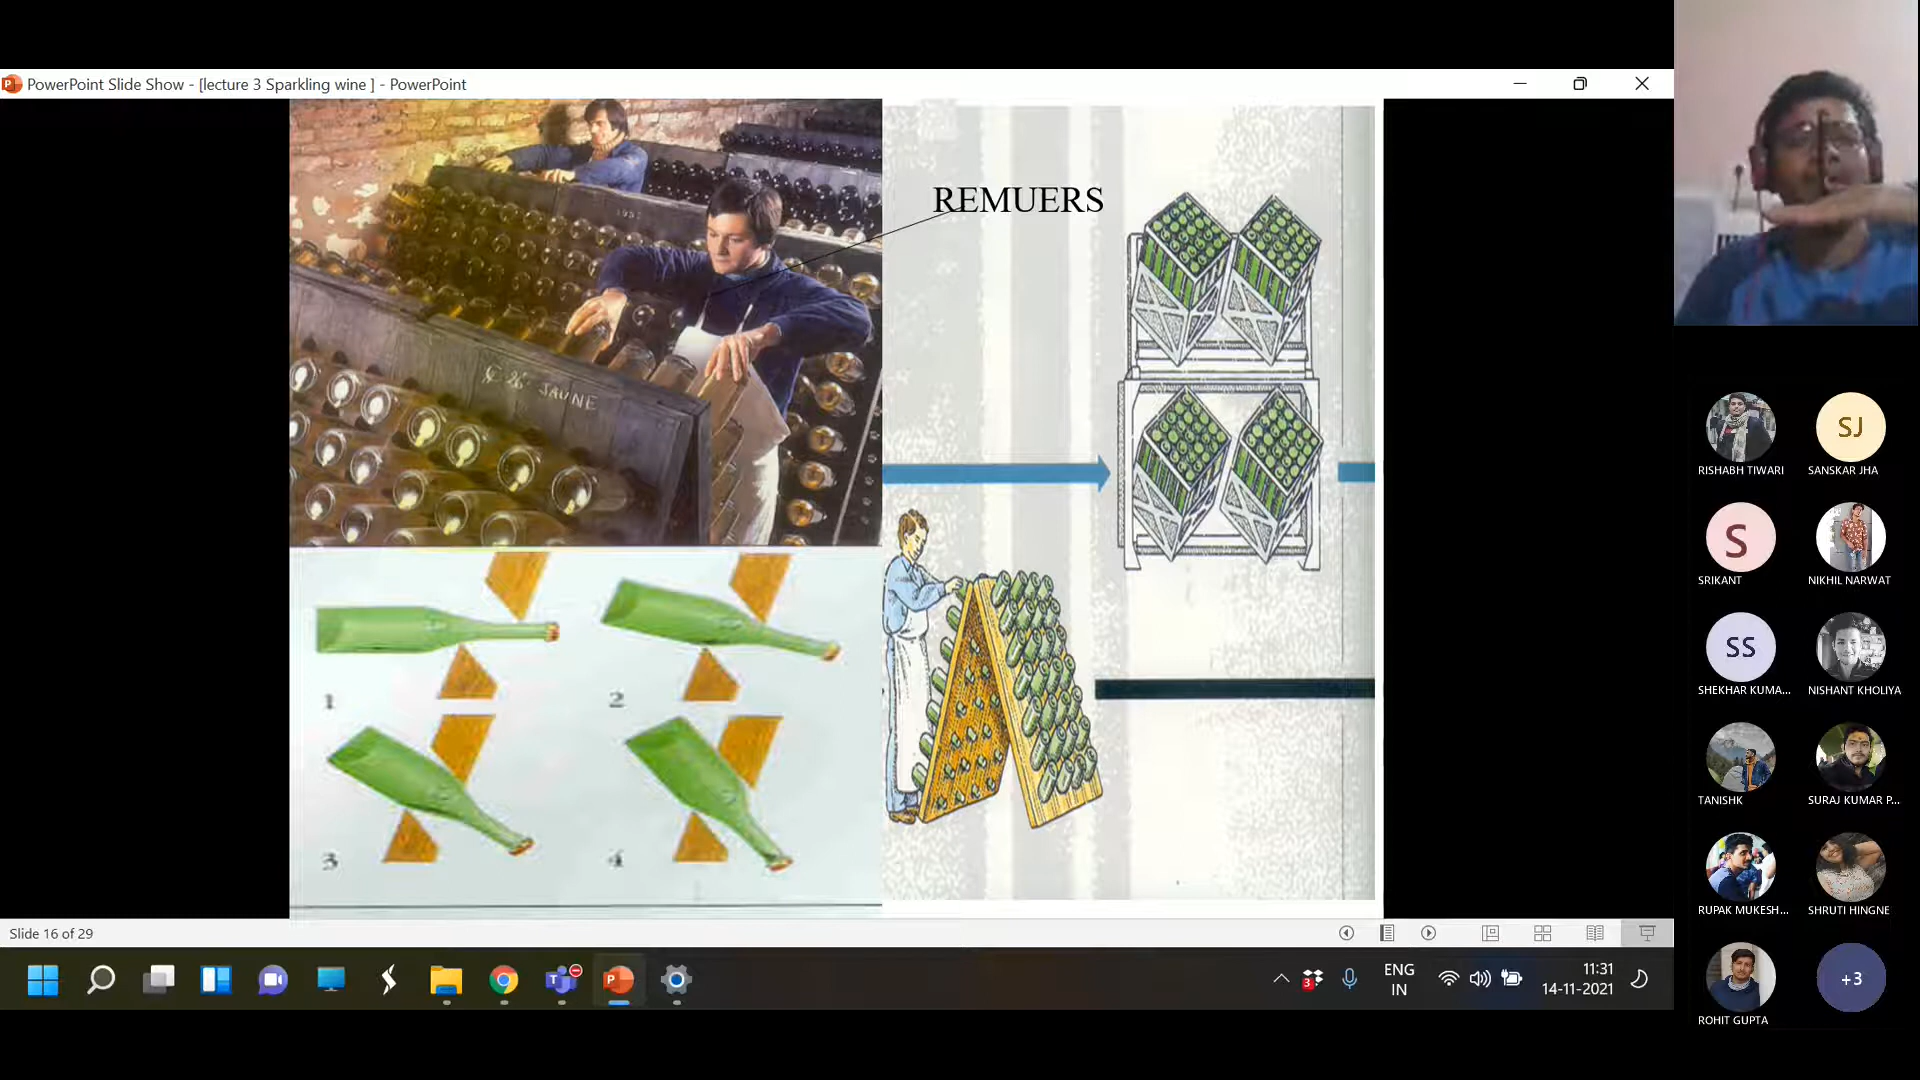 PowerPoint Slide Show - [lecture 3 Sparkling wine ] - PowerPoint
REMUERS
JAUNE
1
2
3
4
RISHABH TIWARI
SJ
SANSKAR JHA
S
SRIKANT
NIKHIL NARWAT
SS
SHEKHAR KUMA...
NISHANT KHOLIYA
TANISHK
SURAJ KUMAR P...
RUPAK MUKESH...
SHRUTI HINGNE
ROHIT GUPTA
+3
Slide 16 of 29
3
ENG
IN
11:31
14-11-2021